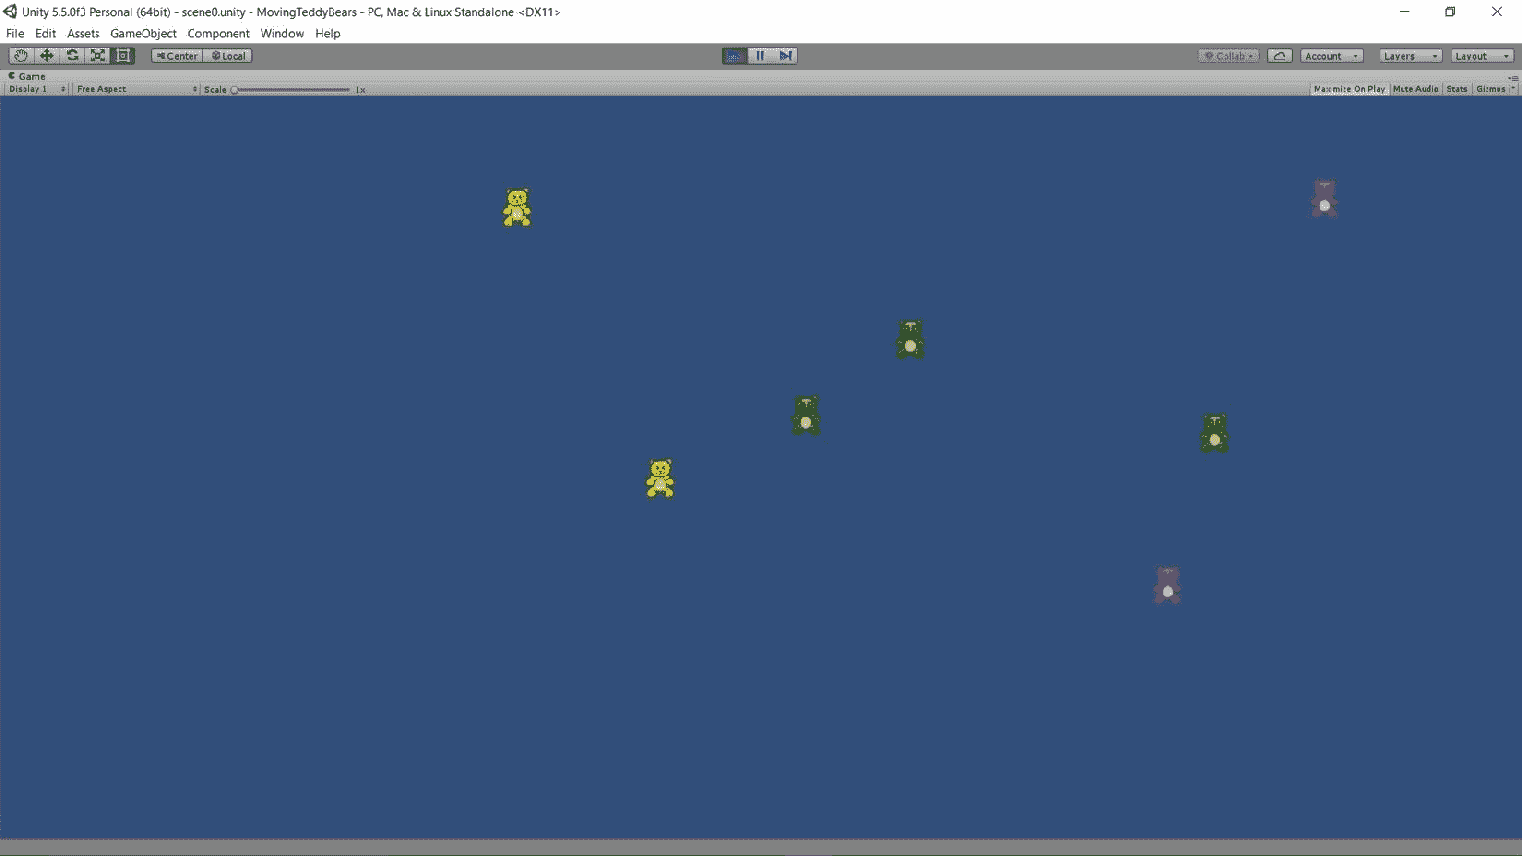 Unity 5.5.0f3 Personal (64bit) - scene0.unity - MovingTeddyBears - PC, Mac & Linux Standalone <DX11>
File Edit Assets GameObject Component Window Help
Center Local Collab Account Layers Layout
Game
Display 1 Free Aspect Scale 1x Maximize On Play Mute Audio Stats Gizmos